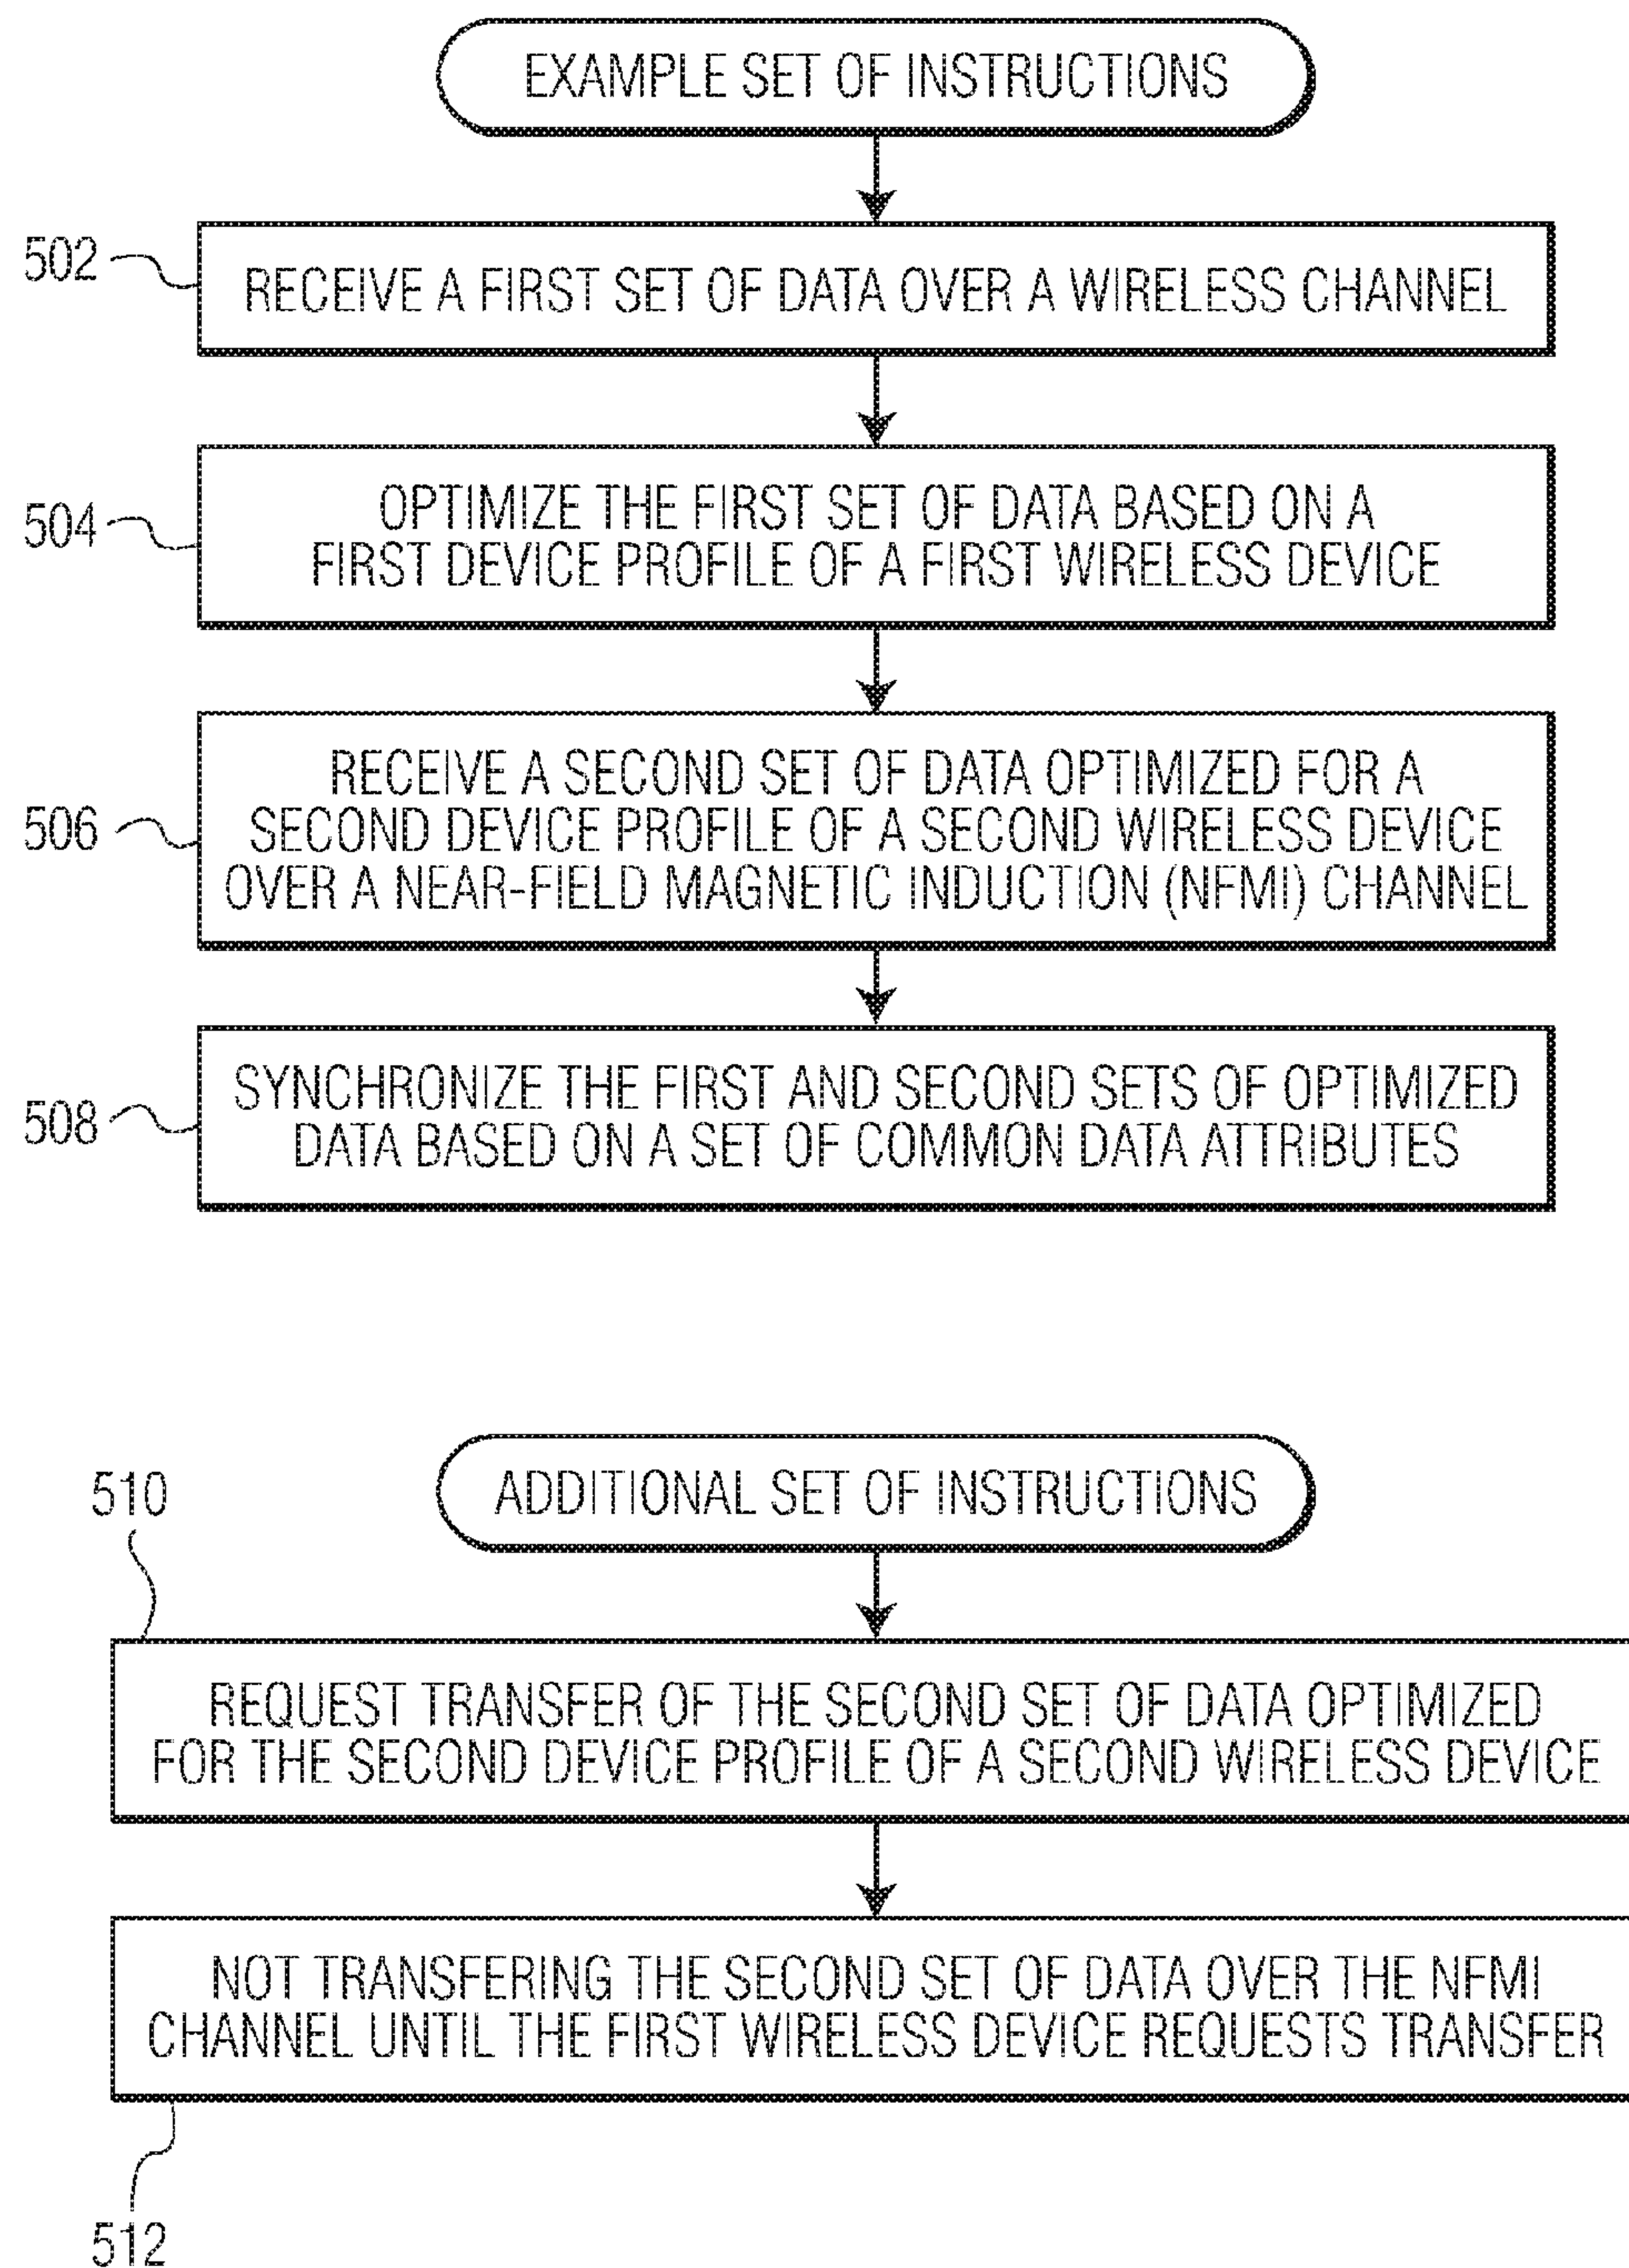 EXAMPLE SET OF INSTRUCTIONS
502
RECEIVE A FIRST SET OF DATA OVER A WIRELESS CHANNEL
504
OPTIMIZE THE FIRST SET OF DATA BASED ON A
FIRST DEVICE PROFILE OF A FIRST WIRELESS DEVICE
506
RECEIVE A SECOND SET OF DATA OPTIMIZED FOR A
SECOND DEVICE PROFILE OF A SECOND WIRELESS DEVICE
OVER A NEAR-FIELD MAGNETIC INDUCTION (NFMI) CHANNEL
508
SYNCHRONIZE THE FIRST AND SECOND SETS OF OPTIMIZED
DATA BASED ON A SET OF COMMON DATA ATTRIBUTES
ADDITIONAL SET OF INSTRUCTIONS
510
REQUEST TRANSFER OF THE SECOND SET OF DATA OPTIMIZED
FOR THE SECOND DEVICE PROFILE OF A SECOND WIRELESS DEVICE
NOT TRANSFERING THE SECOND SET OF DATA OVER THE NFMI
CHANNEL UNTIL THE FIRST WIRELESS DEVICE REQUESTS TRANSFER
512